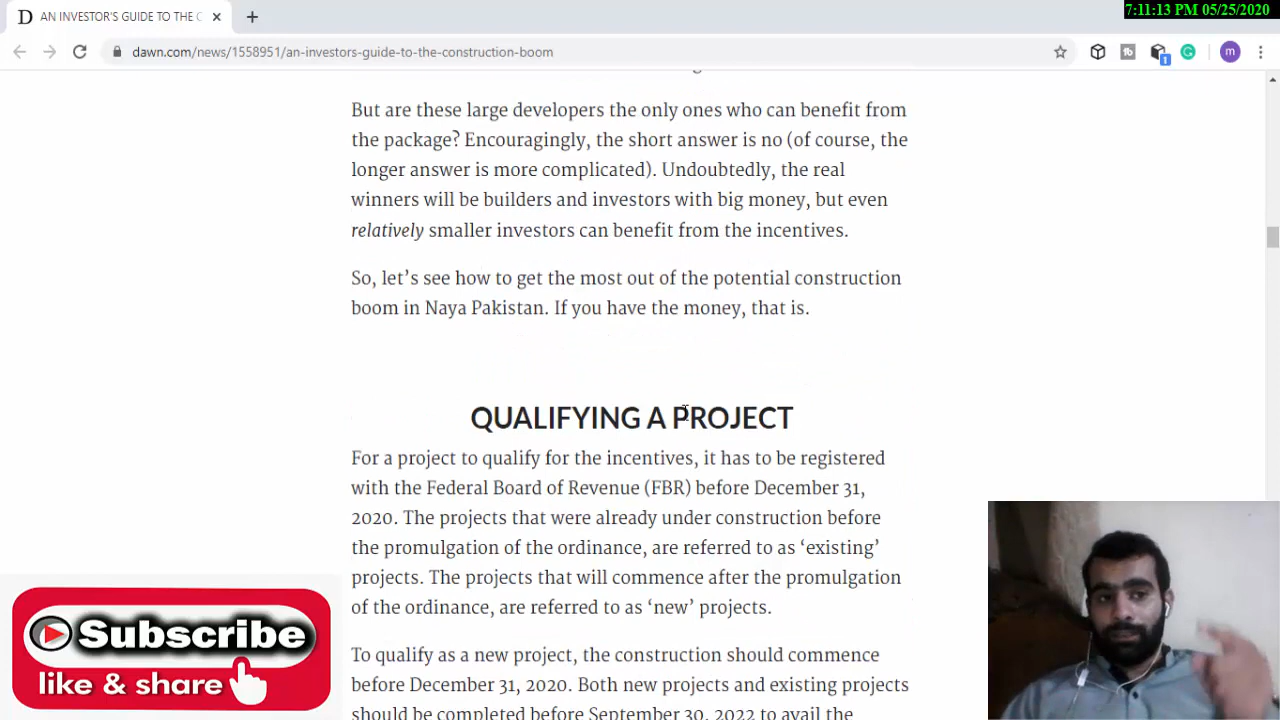 AN INVESTOR'S GUIDE TO THE C
7:11:13 PM 05/25/2020
dawn.com/news/1558951/an-investors-guide-to-the-construction-boom
1
m
But are these large developers the only ones who can benefit from
the package? Encouragingly, the short answer is no (of course, the
longer answer is more complicated). Undoubtedly, the real
winners will be builders and investors with big money, but even
relatively smaller investors can benefit from the incentives.
So, let's see how to get the most out of the potential construction
boom in Naya Pakistan. If you have the money, that is.
QUALIFYING A PROJECT
For a project to qualify for the incentives, it has to be registered
with the Federal Board of Revenue (FBR) before December 31,
2020. The projects that were already under construction before
the promulgation of the ordinance, are referred to as ‘existing’
projects. The projects that will commence after the promulgation
of the ordinance, are referred to as ‘new’ projects.
To qualify as a new project, the construction should commence
before December 31, 2020. Both new projects and existing projects
should be completed before September 30, 2022 to avail the
Subscribe
like & share